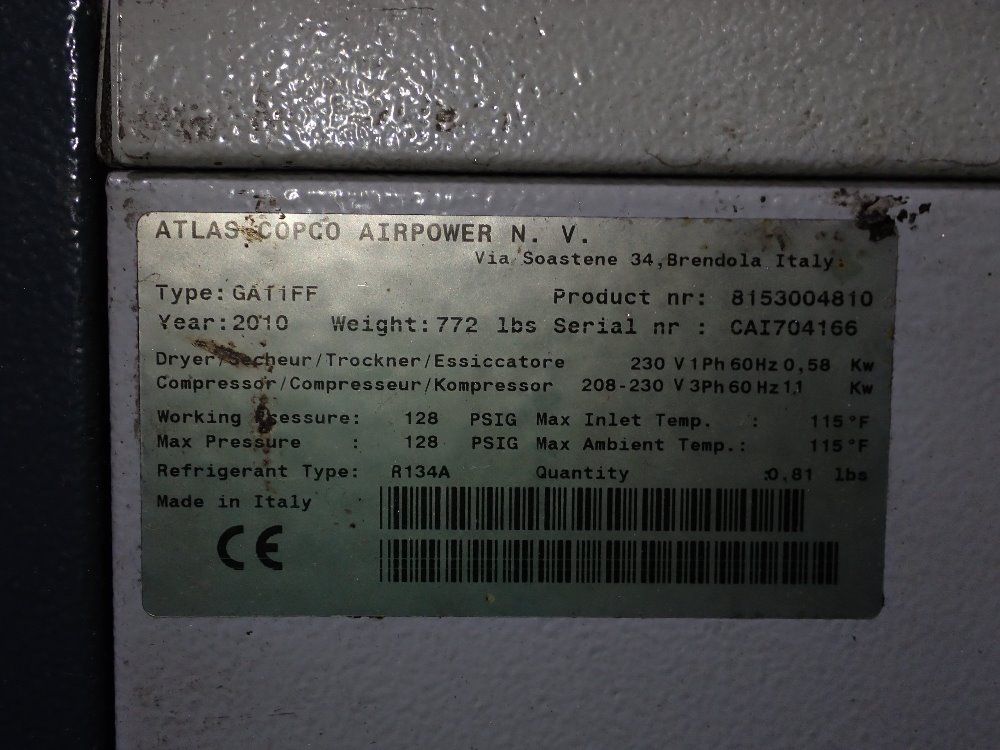 ATLAS COPCO AIRPOWER N. V.
Via Soastene 34,Brendola Italy.
Type: GA11FF Product nr: 8153004810
Year: 2010 Weight: 772 lbs Serial nr : CAI704166
Dryer/Secheur/Trockner/Essiccatore 230 V 1Ph 60Hz 0,58 Kw
Compressor/Compresseur/Kompressor 208-230 V 3Ph 60 Hz 11 Kw
Working Pressure: 128 PSIG Max Inlet Temp. : 115 °F
Max Pressure : 128 PSIG Max Ambient Temp.: 115 °F
Refrigerant Type: R134A Quantity :0,81 lbs
Made in Italy
CE